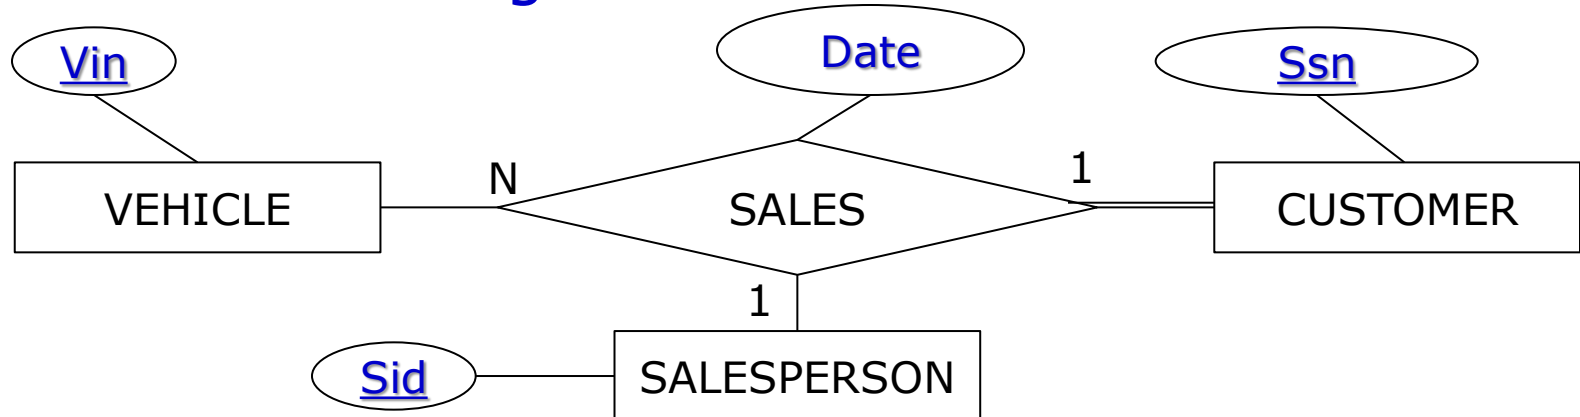 Vin
Date
Ssn
N
1
VEHICLE
SALES
CUSTOMER
1
Sid
SALESPERSON